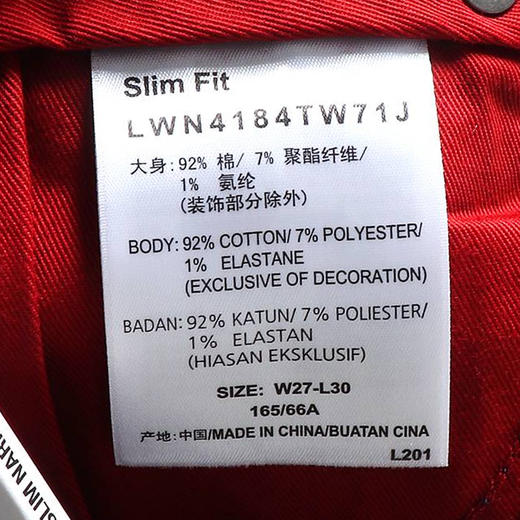 Slim Fit
LWN4184TW71J
大身: 92% 棉/ 7% 聚酯纤维/
1% 氨纶
(装饰部分除外)
BODY: 92% COTTON/ 7% POLYESTER/
1% ELASTANE
(EXCLUSIVE OF DECORATION)
BADAN: 92% KATUN/ 7% POLIESTER/
1% ELASTAN
(HIASAN EKSKLUSIF)
SIZE: W27-L30
165/66A
产地: 中国/MADE IN CHINA/BUATAN CINA
L201
SLIM